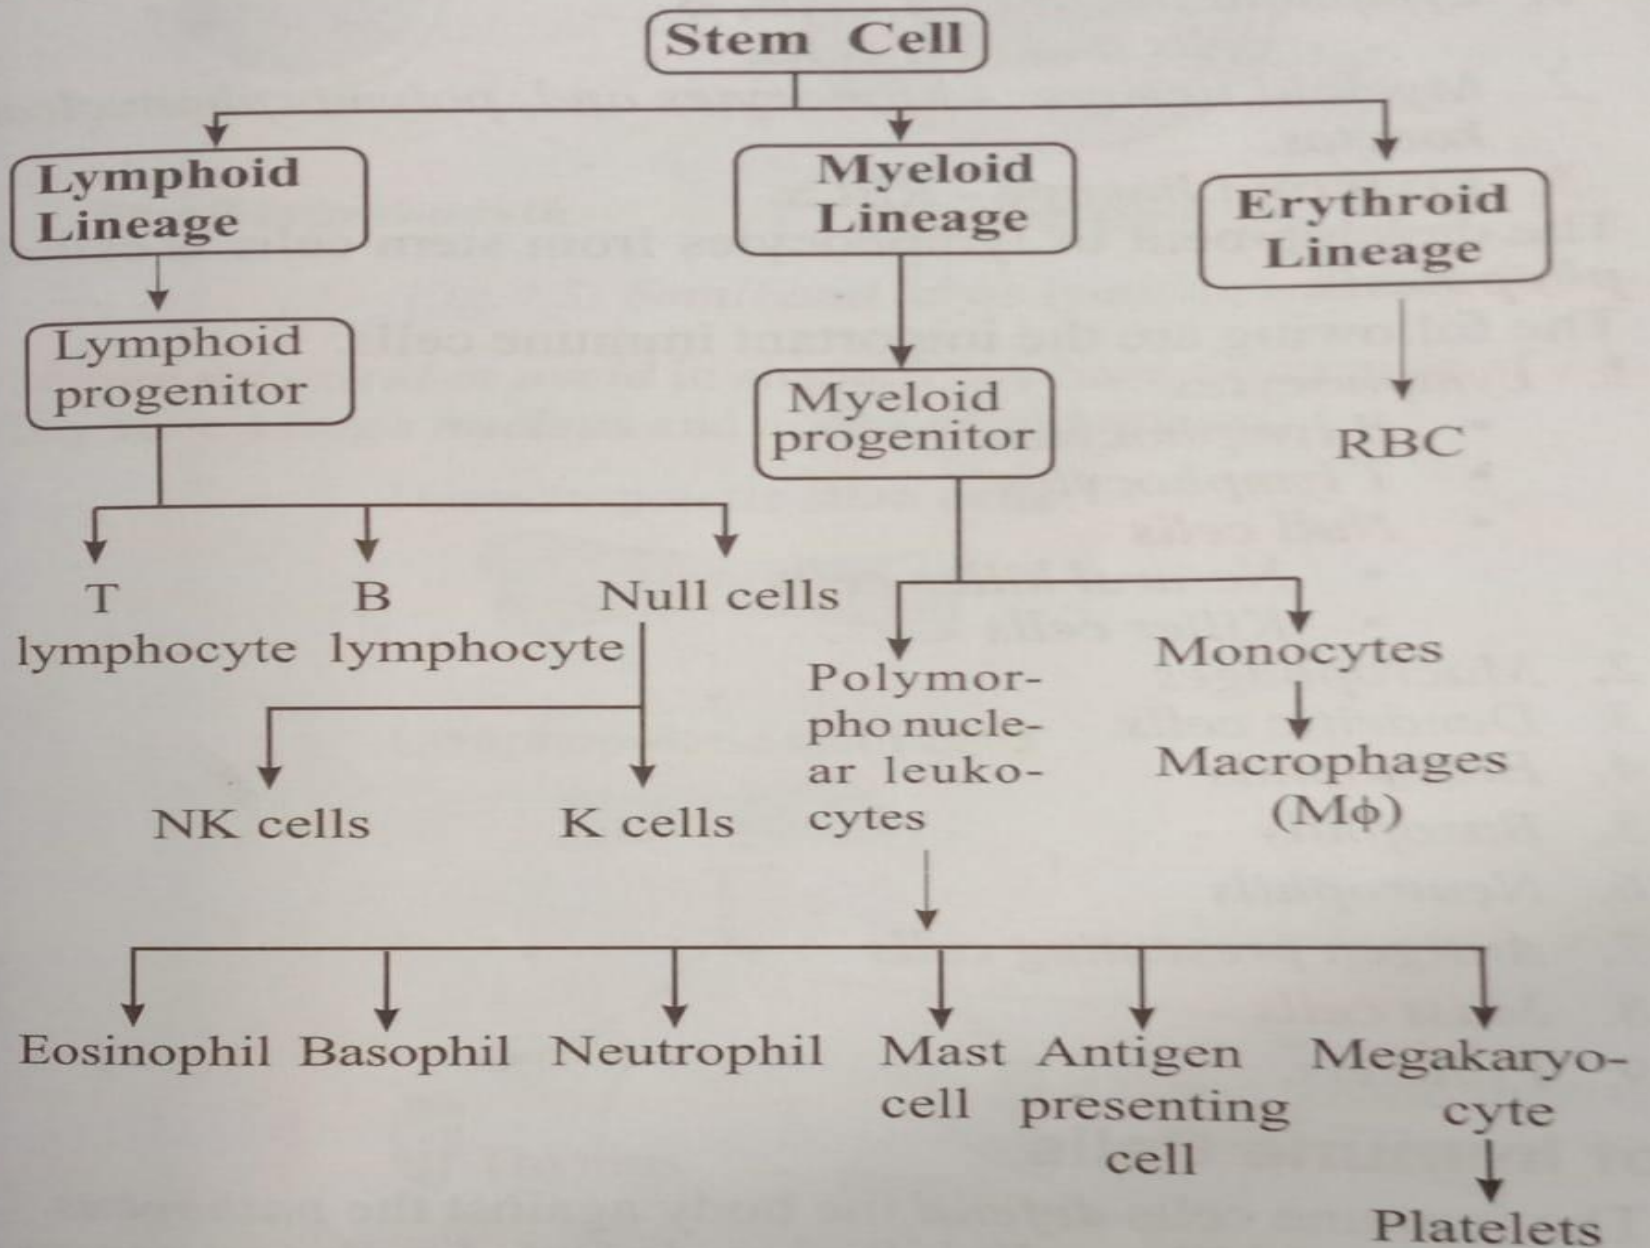 Stem Cell
Lymphoid
Lineage
Myeloid
Lineage
Erythroid
Lineage
Lymphoid
progenitor
Myeloid
progenitor
RBC
T
lymphocyte
B
lymphocyte
Null cells
NK cells
K cells
Polymor-
pho nucle-
ar leuko-
cytes
Monocytes
Macrophages
(Mϕ)
Eosinophil
Basophil
Neutrophil
Mast
cell
Antigen
presenting
cell
Megakaryo-
cyte
Platelets